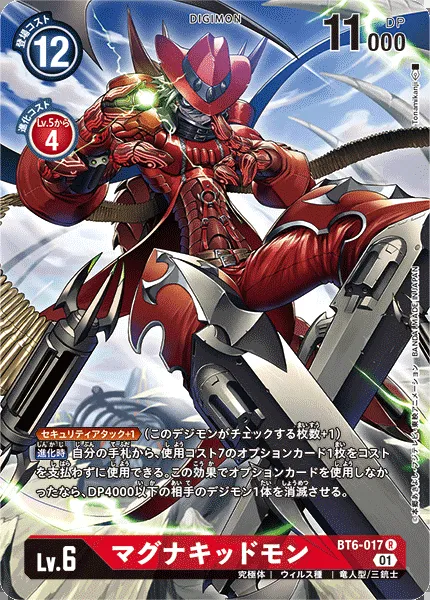 DIGIMON
登場コスト
12
11000
DP
進化コスト
Lv.5から
4
Tonamikanji
セキュリティアタック+1 (このデジモンがチェックする枚数+1)
進化時 自分の手札から、使用コスト7のオプションカード1枚をコスト
を支払わずに使用できる。この効果でオプションカードを使用しなか
ったなら、DP4000以下の相手のデジモン1体を消滅させる。
Lv.6
マグナキッドモン
BT6-017 R
01
究極体 | ウィルス種 | 竜人型/三銃士